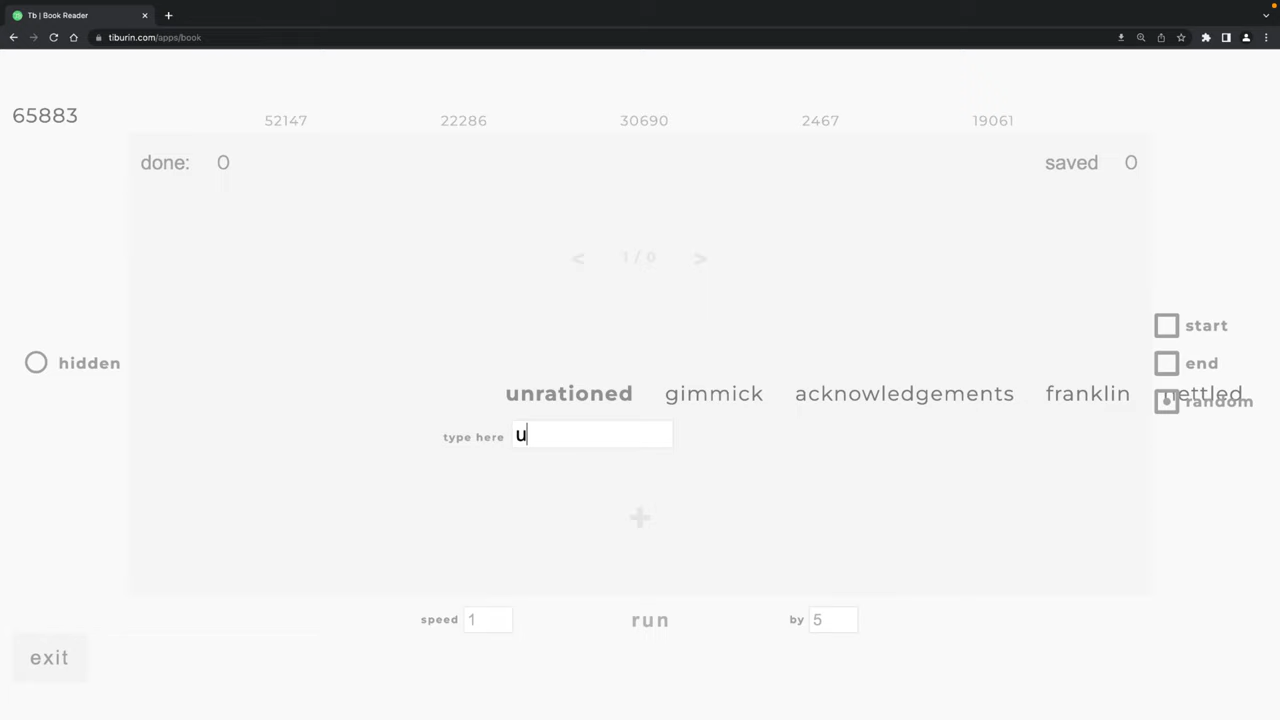 Tb | Book Reader
tiburin.com/apps/book
65883
52147 22286 30690 2467 19061
done: 0 saved 0
< 1 / 0 >
start
hidden end
unrationed gimmick acknowledgements franklin nettled
random
type here u
+
speed 1 run by 5
exit